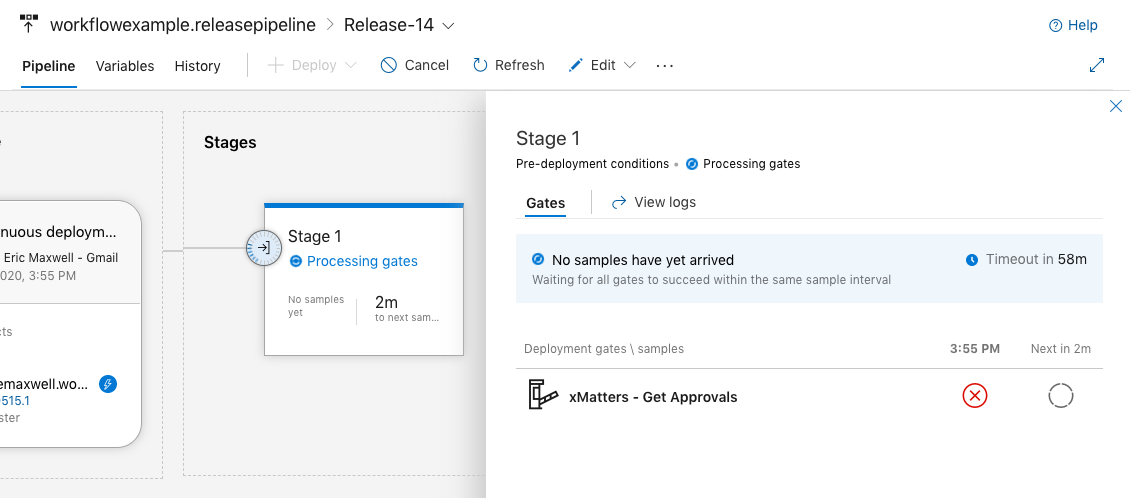 workflowexample.releasepipeline > Release-14
Help
Pipeline Variables History + Deploy Cancel Refresh Edit ...
Stages
nuous deploym...
Eric Maxwell - Gmail
020, 3:55 PM
cts
emaxwell.wo...
515.1
ster
Stage 1
Processing gates
No samples
yet
2m
to next sam...
Stage 1
Pre-deployment conditions • Processing gates
Gates View logs
No samples have yet arrived
Timeout in 58m
Waiting for all gates to succeed within the same sample interval
Deployment gates \ samples 3:55 PM Next in 2m
xMatters - Get Approvals